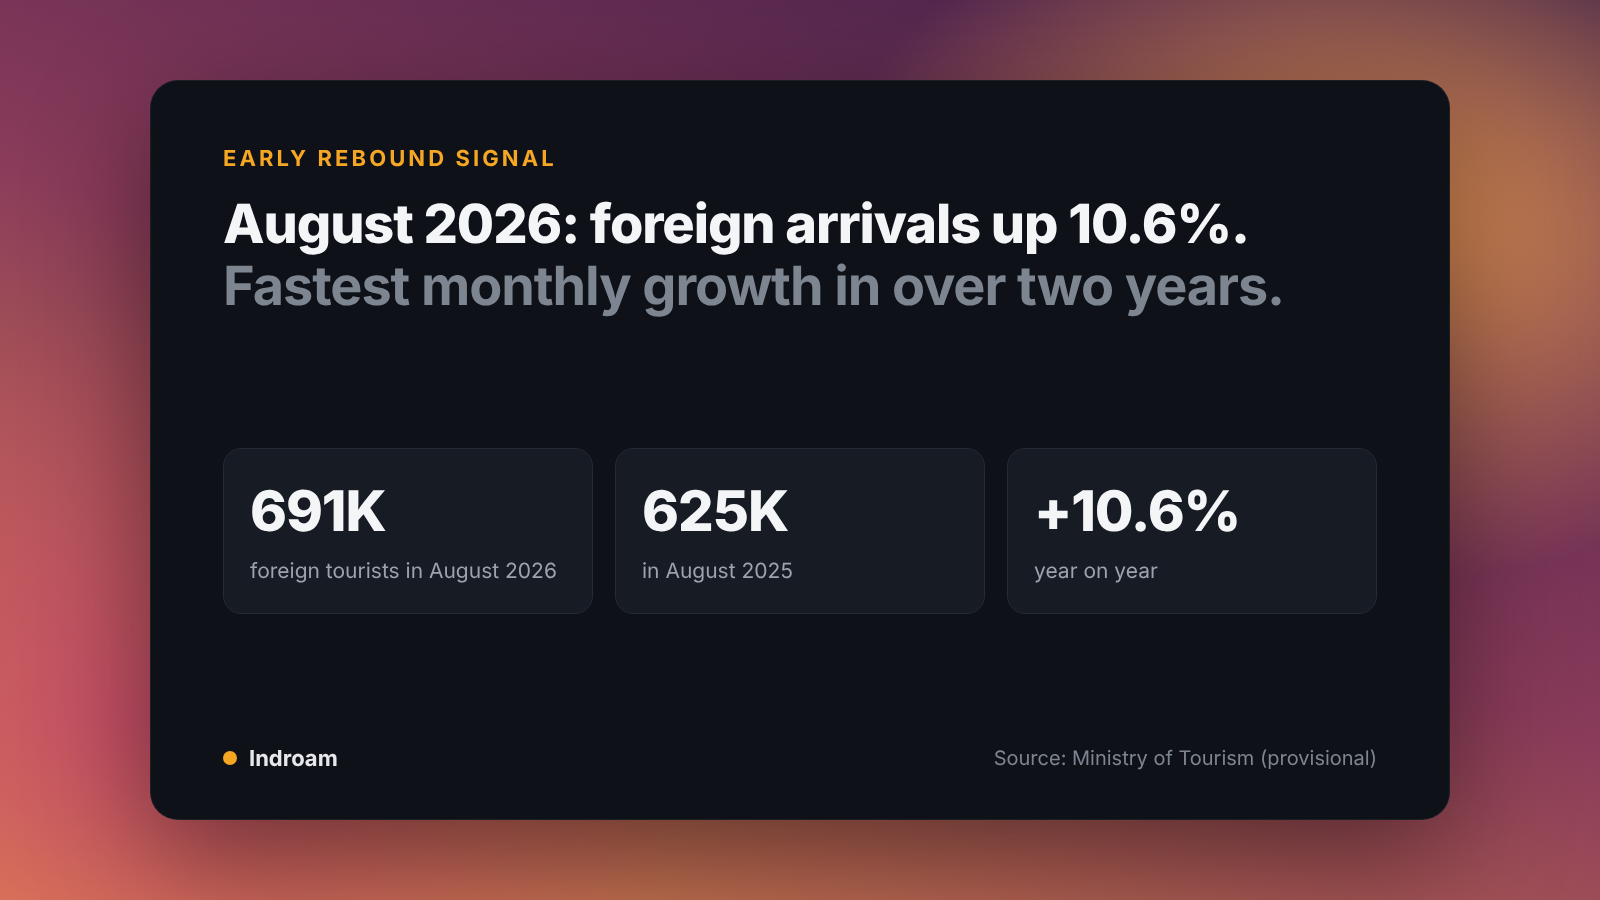 EARLY REBOUND SIGNAL
August 2026: foreign arrivals up 10.6%.
Fastest monthly growth in over two years.
691K
foreign tourists in August 2026
625K
in August 2025
+10.6%
year on year
Indroam
Source: Ministry of Tourism (provisional)